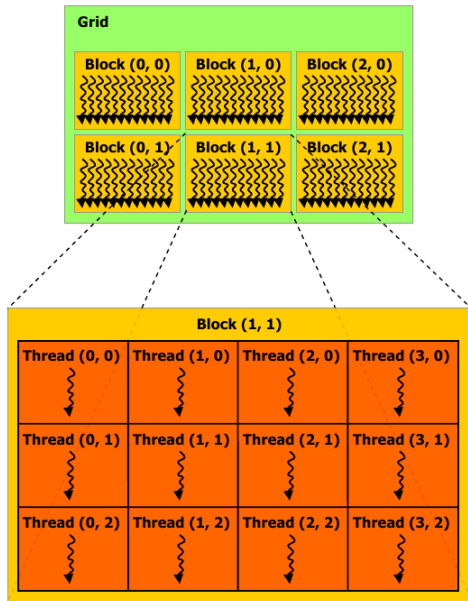 Grid
Block (0, 0) Block (1, 0) Block (2, 0)
Block (0, 1) Block (1, 1) Block (2, 1)
Block (1, 1)
Thread (0, 0) Thread (1, 0) Thread (2, 0) Thread (3, 0)
Thread (0, 1) Thread (1, 1) Thread (2, 1) Thread (3, 1)
Thread (0, 2) Thread (1, 2) Thread (2, 2) Thread (3, 2)